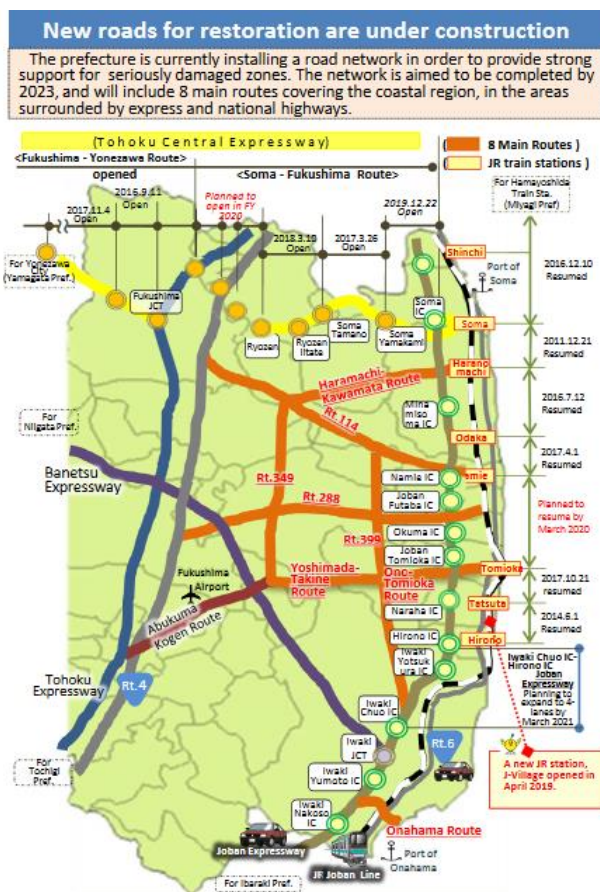 New roads for restoration are under construction
The prefecture is currently installing a road network in order to provide strong
support for seriously damaged zones. The network is aimed to be completed by
2023, and will include 8 main routes covering the coastal region, in the areas
surrounded by express and national highways.
(Tohoku Central Expressway)
<Fukushima - Yonezawa Route>
opened
<Soma - Fukushima Route>
( 8 Main Routes )
( JR train stations )
2017.11.4
Open
2016.9.11
Open
Planned to
open in FY
2020
2018.3.10
Open
2017.3.26
Open
2019.12.22
Open
For Hamayoshida
Train Sta.
(Miyagi Pref)
For Yonezawa
City
(Yamagata Pref.)
Fukushima
JCT
Ryozen
Ryozen
IItate
Soma
Tamano
Soma
Yamakami
Soma
IC
Shinchi
Port of
Soma
Soma
2016.12.10
Resumed
2011.12.21
Resumed
Harano
machi
Haramachi-
Kawamata Route
Rt.114
Mina
miso
ma IC
2016.7.12
Resumed
Odaka
2017.4.1
Resumed
For
Niigata Pref.
Banetsu
Expressway
Rt.349
Rt.288
Rt.399
Namie IC
amie
Joban
Futaba IC
Okuma IC
Joban
Tomioka IC
Planned to
resume by
March 2020
Fukushima
Airport
Yoshimada-
Takine
Route
Ono-
Tomioka
Route
Tomioka
2017.10.21
Resumed
Abukuma
Kogen Route
Naraha IC
Tatsuta
2014.6.1
Resumed
Hirono IC
Hirono
Tohoku
Expressway
Rt.4
Iwaki
Yotsuk
ura IC
Iwaki Chuo IC-
Hirono IC
Joban
Expressway
Planning to
expand to 4-
lanes by
March 2021
Iwaki
Chuo IC
Iwaki
JCT
Rt.6
For
Tochigi
Pref.
Iwaki
Yumoto IC
A new JR station,
J-Village opened in
April 2019.
Iwaki
Nakoso IC
Onahama Route
Joban Expressway
JR Joban Line
Port of
Onahama
For Ibaraki Pref.